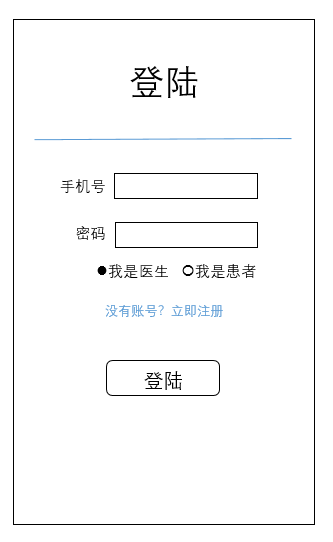 登陆
手机号
密码
我是医生 我是患者
没有账号？立即注册
登陆